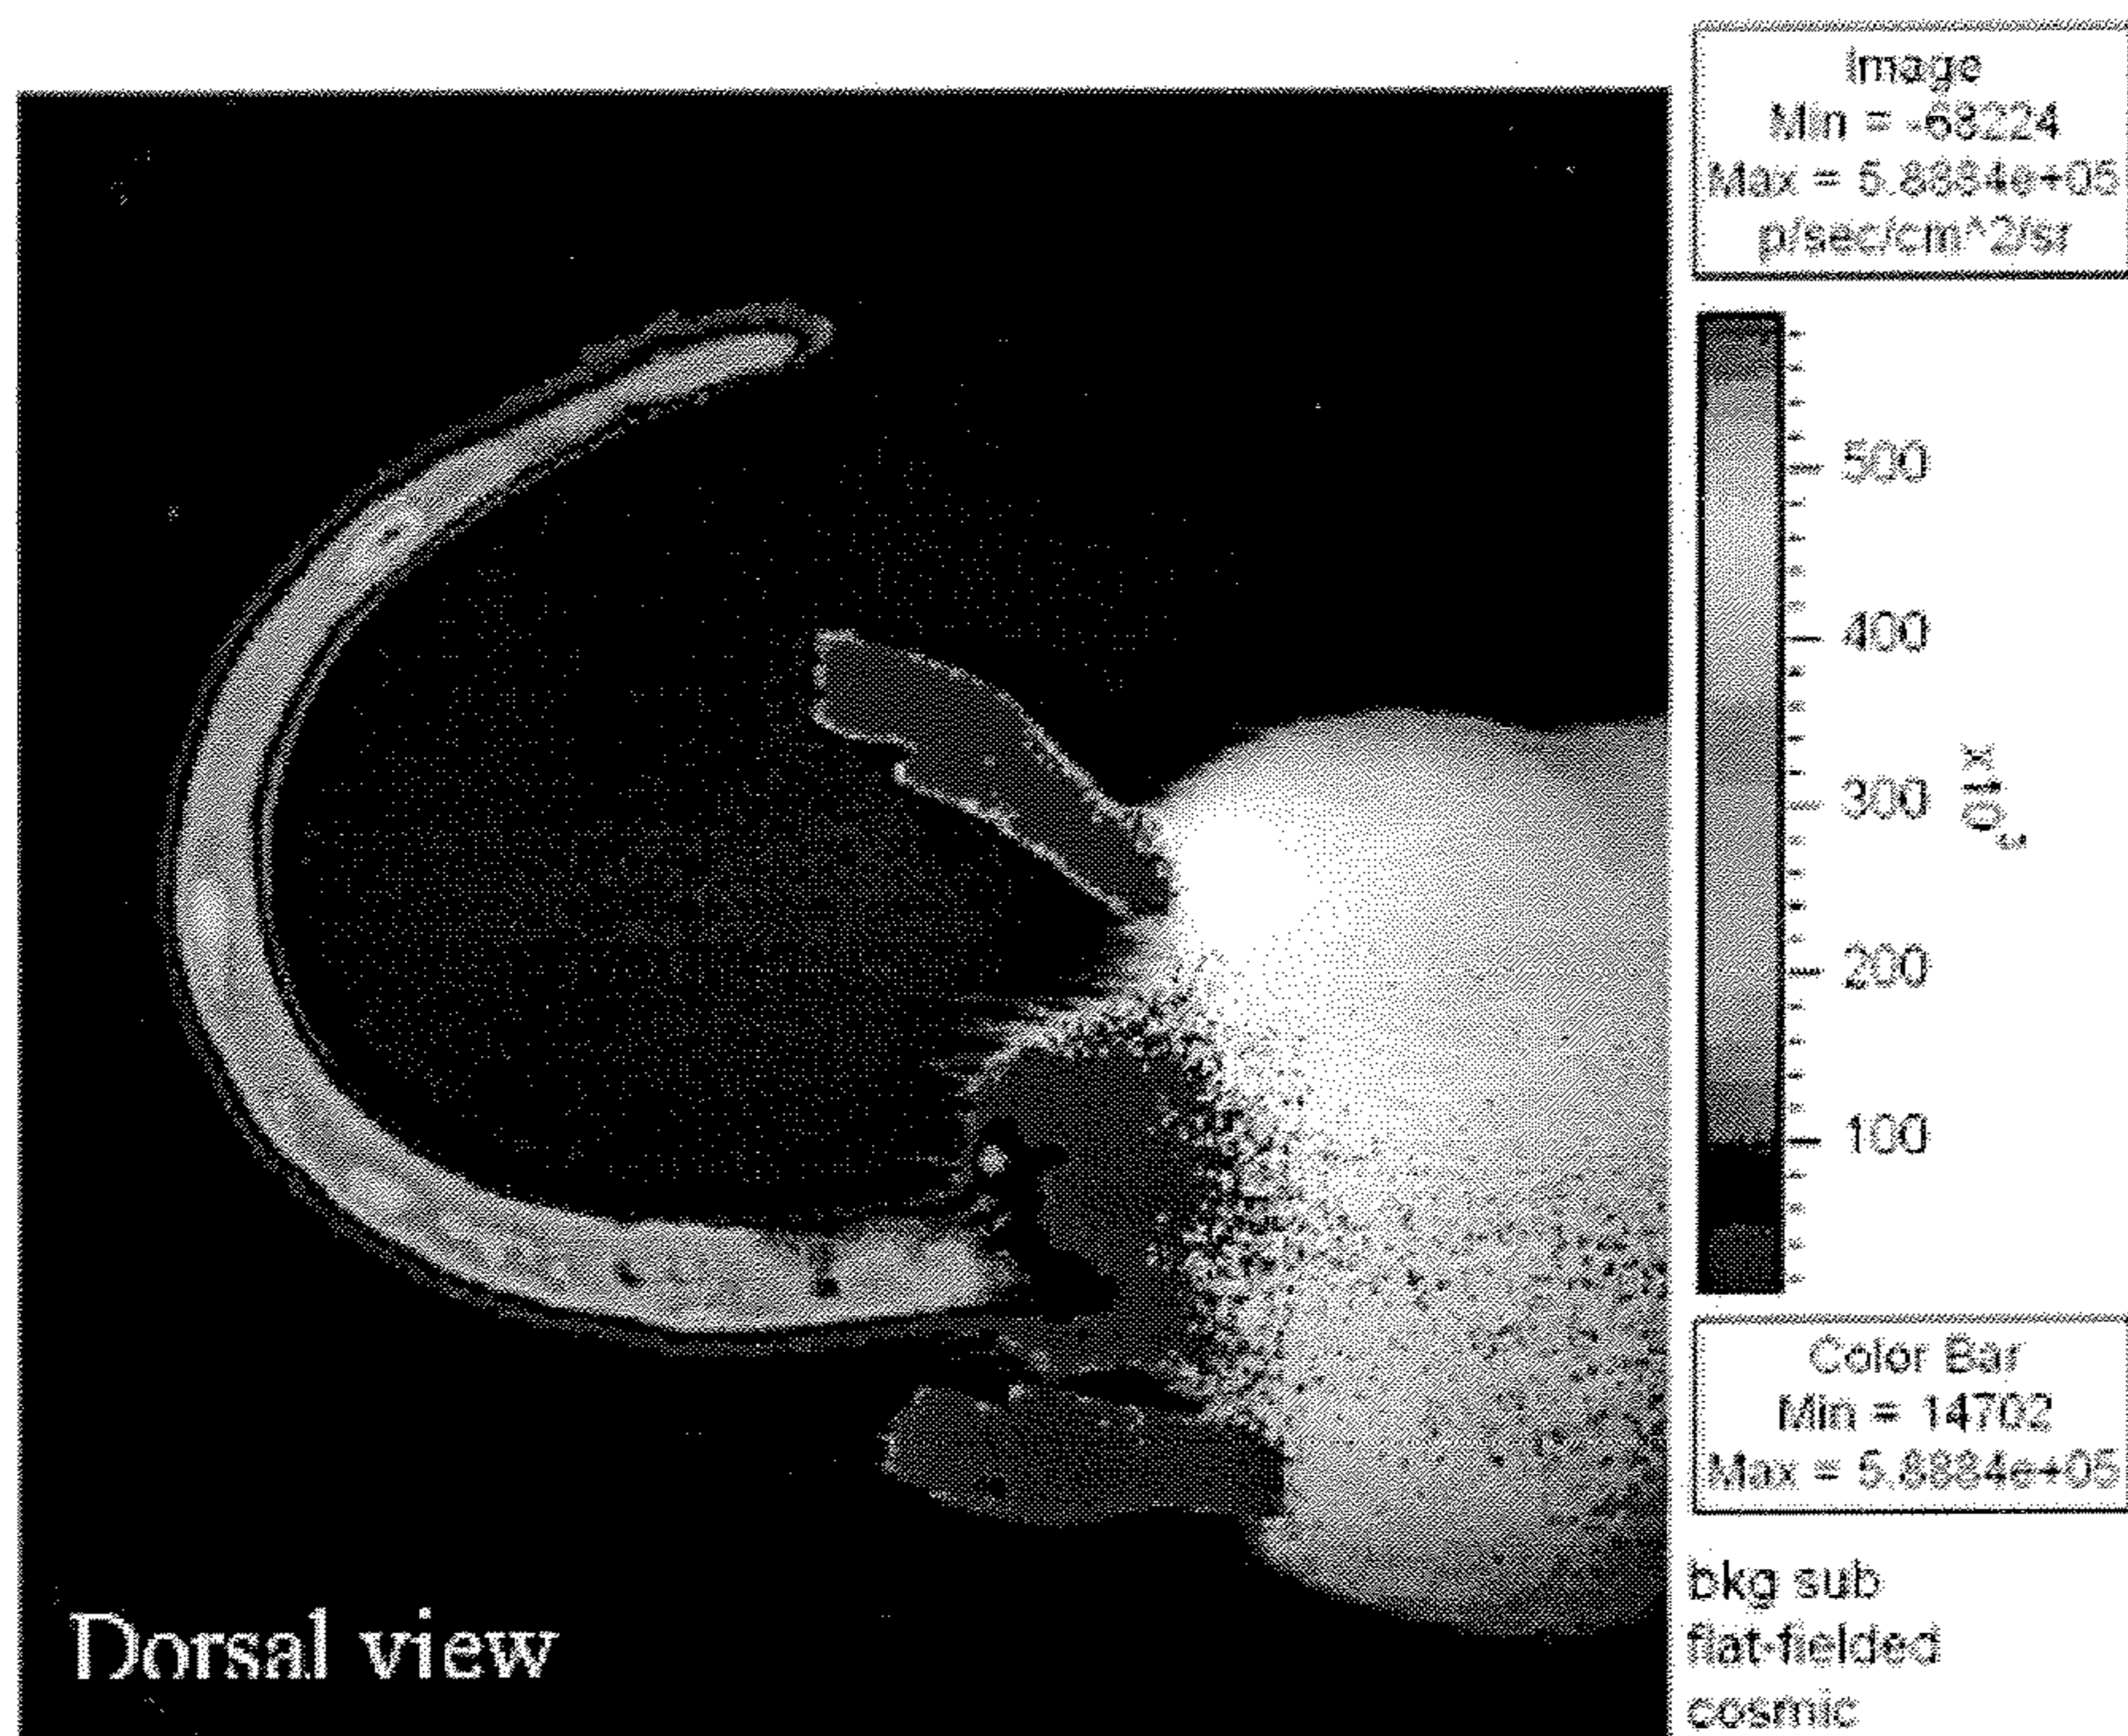 Image
Min = -68224
Max = 5.8884e+05
p/sec/cm^2/sr
500
400
300
200
100
x10³
Color Bar
Min = 14702
Max = 5.8884e+05
bkg sub
flat-fielded
cosmic
Dorsal view